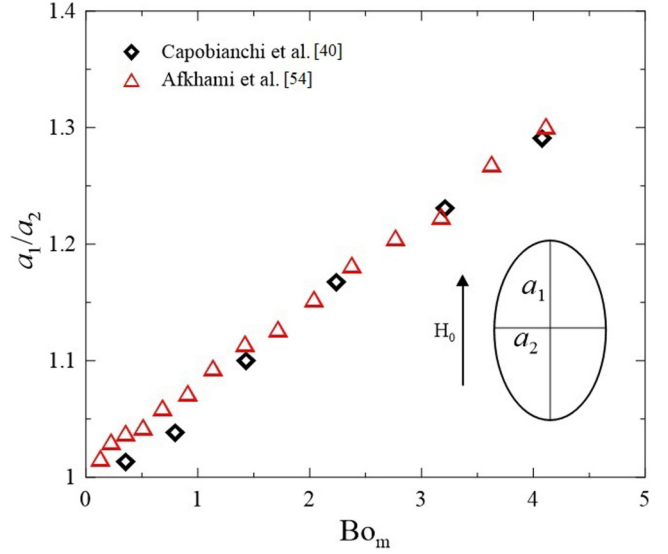 1.4
Capobianchi et al. [40]
Afkhami et al. [54]
1.3
a₁/a₂
1.2
a₁
H₀
a₂
1.1
1
0 1 2 3 4 5
Boₘ